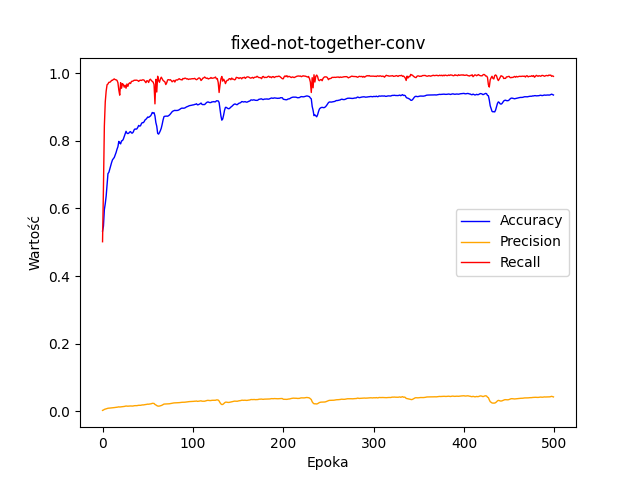 fixed-not-together-conv
Wartość
1.0
0.8
0.6
0.4
0.2
0.0
Accuracy
Precision
Recall
0 100 200 300 400 500
Epoka